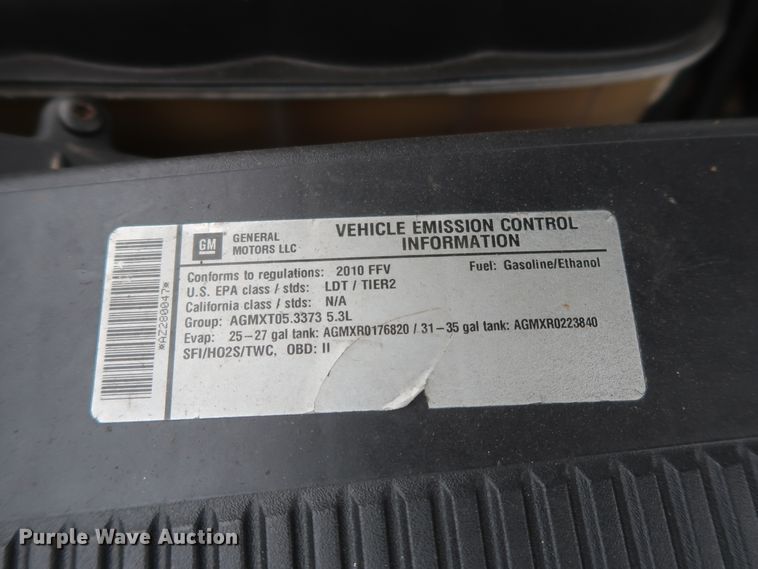 GM
GENERAL
MOTORS LLC
VEHICLE EMISSION CONTROL
INFORMATION
Conforms to regulations: 2010 FFV
Fuel: Gasoline/Ethanol
U.S. EPA class / stds: LDT / TIER2
California class / stds: N/A
Group: AGMXT05.3373 5.3L
Evap: 25-27 gal tank: AGMXR0176820 / 31-35 gal tank: AGMXR0223840
SFI/HO2S/TWC, OBD: II
*AZ280047*
Purple Wave Auction